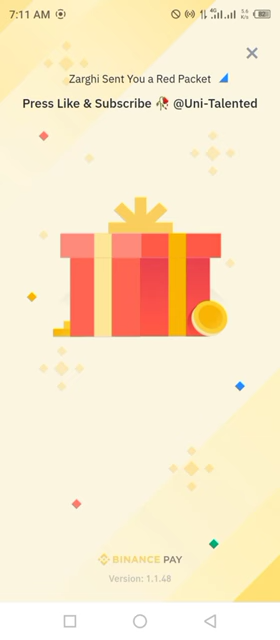 7:11 AM
Zarghi Sent You a Red Packet
Press Like & Subscribe 🥀 @Uni-Talented
BINANCE PAY
Version: 1.1.48